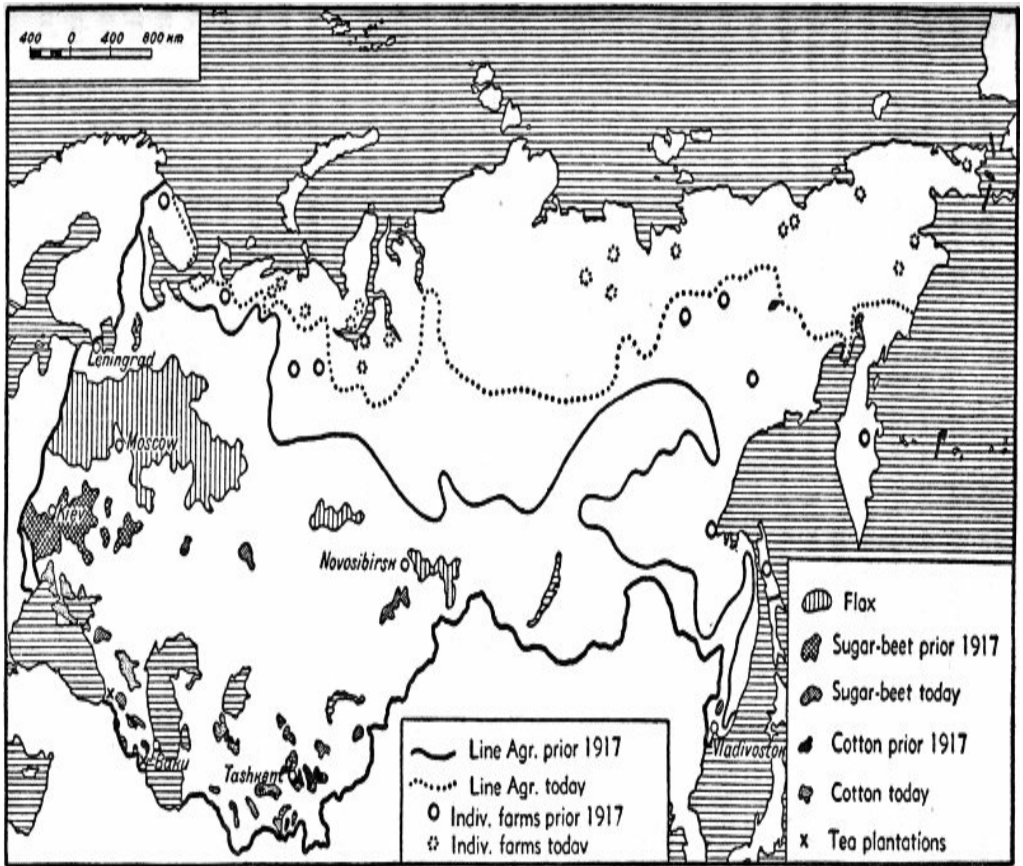 400 0 400 800 km
Leningrad
Moscow
Kiev
Novosibirsk
Baku
Tashkent
Vladivostok
Line Agr. prior 1917
Line Agr. today
Indiv. farms prior 1917
Indiv. farms today
Flax
Sugar-beet prior 1917
Sugar-beet today
Cotton prior 1917
Cotton today
x Tea plantations